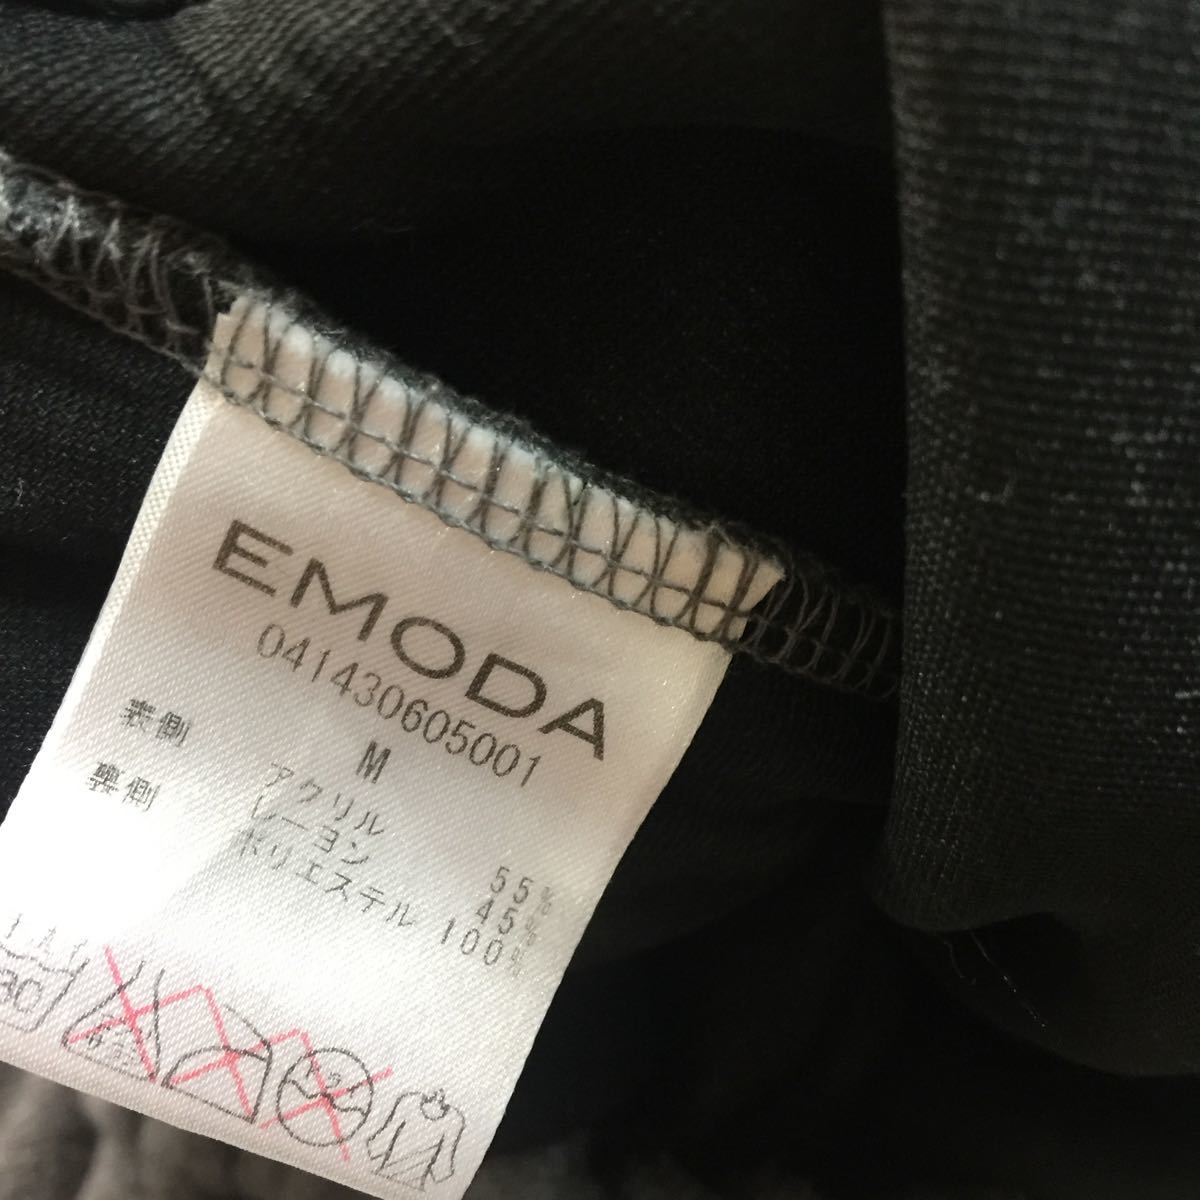 EMODA
041430605001
M
表側 アクリル 55%
レーヨン 45%
裏側 ポリエステル 100%
30